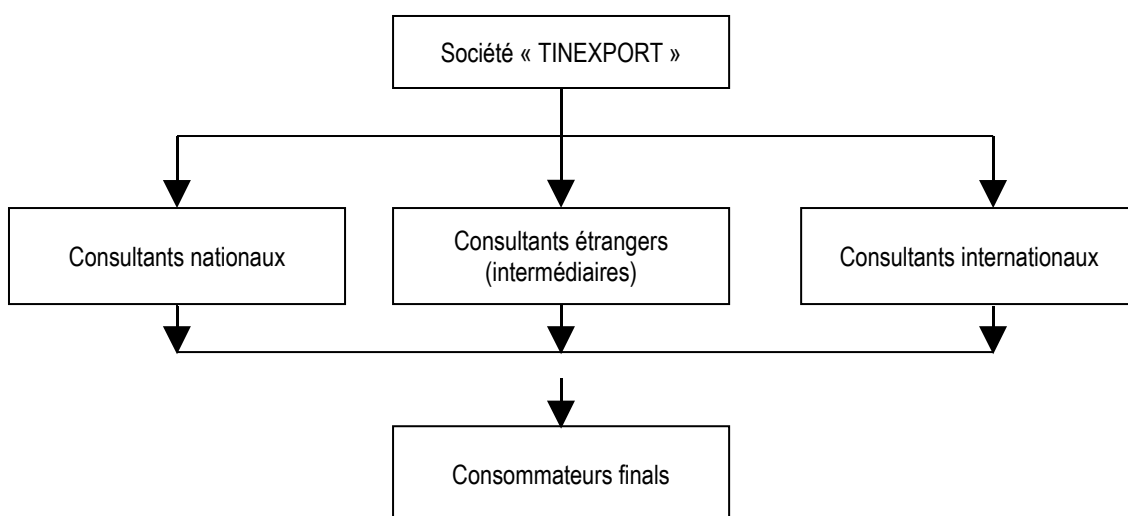 Société « TINEXPORT »
Consultants nationaux
Consultants étrangers
(intermédiaires)
Consultants internationaux
Consommateurs finals